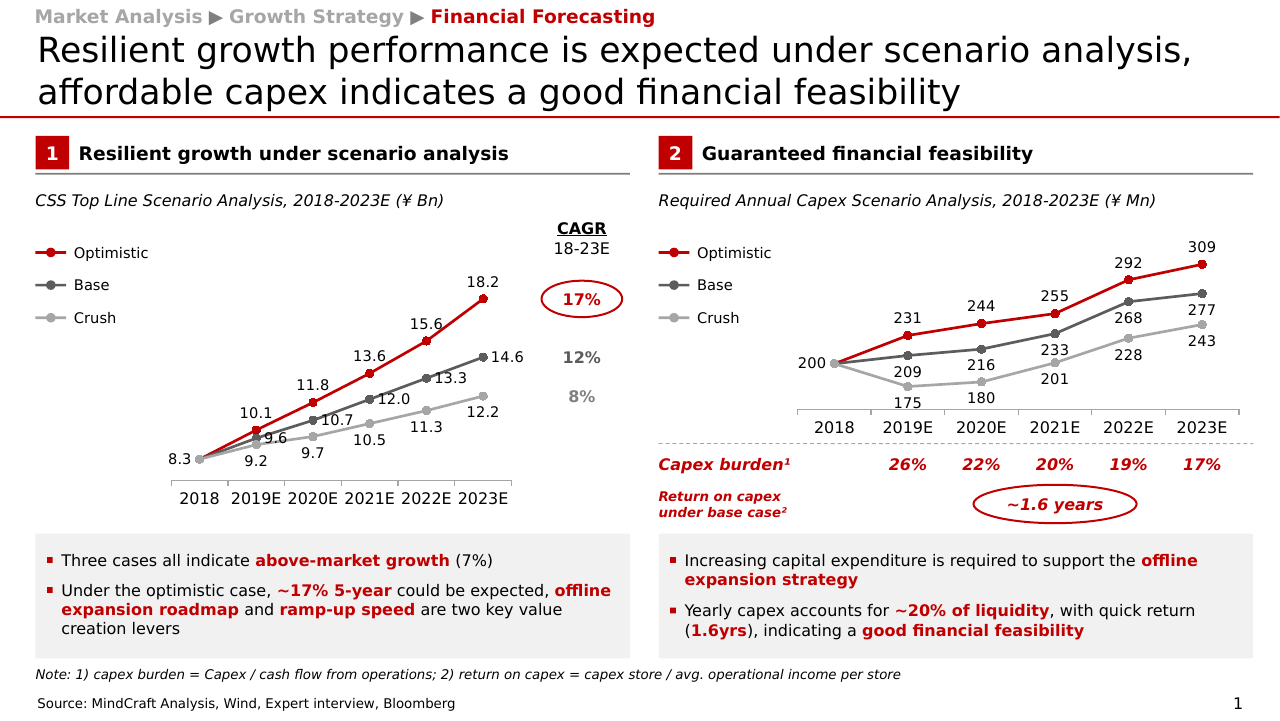 Market Analysis ▶ Growth Strategy ▶ Financial Forecasting
Resilient growth performance is expected under scenario analysis,
affordable capex indicates a good financial feasibility
1 Resilient growth under scenario analysis
CSS Top Line Scenario Analysis, 2018-2023E (¥ Bn)
CAGR
18-23E
Optimistic
Base
Crush
18.2
17%
15.6
13.6
14.6
12%
13.3
11.8
12.0
8%
10.1
10.7
12.2
9.6
11.3
10.5
8.3
9.2
9.7
2018 2019E 2020E 2021E 2022E 2023E
▪ Three cases all indicate above-market growth (7%)
▪ Under the optimistic case, ~17% 5-year could be expected, offline
expansion roadmap and ramp-up speed are two key value
creation levers
2 Guaranteed financial feasibility
Required Annual Capex Scenario Analysis, 2018-2023E (¥ Mn)
Optimistic
Base
Crush
309
292
255
244
231
277
268
200
233
243
216
228
209
201
180
175
2018 2019E 2020E 2021E 2022E 2023E
Capex burden¹ 26% 22% 20% 19% 17%
Return on capex
under base case²
~1.6 years
▪ Increasing capital expenditure is required to support the offline
expansion strategy
▪ Yearly capex accounts for ~20% of liquidity, with quick return
(1.6yrs), indicating a good financial feasibility
Note: 1) capex burden = Capex / cash flow from operations; 2) return on capex = capex store / avg. operational income per store
Source: MindCraft Analysis, Wind, Expert interview, Bloomberg
1